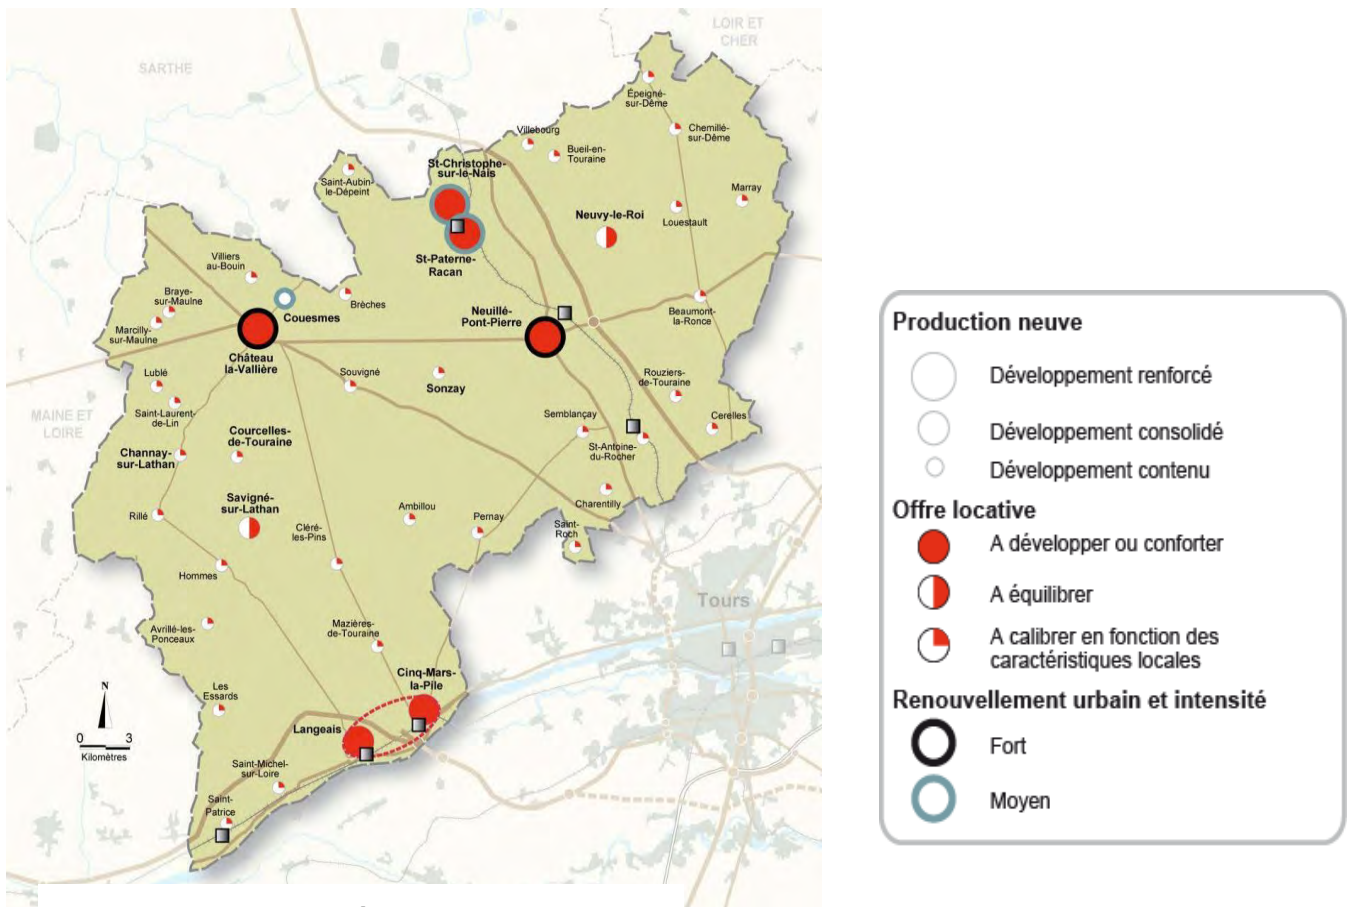 LOIR ET
CHER
SARTHE
Épeigné-
sur-Dême
Chemillé-
sur-Dême
Villebourg
Bueil-en-
Touraine
St-Christophe-
sur-le-Nais
Saint-Aubin-
le-Dépeint
Marray
Neuvy-le-Roi
Louestault
St-Paterne-
Racan
Villiers
au-Bouin
Braye-
sur-Maulne
Brèches
Couesmes
Neuillé-
Pont-Pierre
Beaumont-
la-Ronce
Marcilly-
sur-Maulne
Château
la-Vallière
Lublé
Souvigné
Sonzay
Rouziers-
de-Touraine
MAINE ET
LOIRE
Saint-Laurent-
de-Lin
Semblançay
Cerelles
Courcelles-
de-Touraine
St-Antoine-
du-Rocher
Channay-
sur-Lathan
Savigné-
sur-Lathan
Charentilly
Rillé
Ambillou
Pernay
Cléré-
les-Pins
Saint-
Roch
Hommes
Tours
Avrillé-les-
Ponceaux
Mazières-
de-Touraine
Cinq-Mars-
la-Pile
Les
Essards
N
0 3
Kilomètres
Langeais
Saint-Michel-
sur-Loire
Saint-
Patrice
Production neuve
Développement renforcé
Développement consolidé
Développement contenu
Offre locative
A développer ou conforter
A équilibrer
A calibrer en fonction des
caractéristiques locales
Renouvellement urbain et intensité
Fort
Moyen